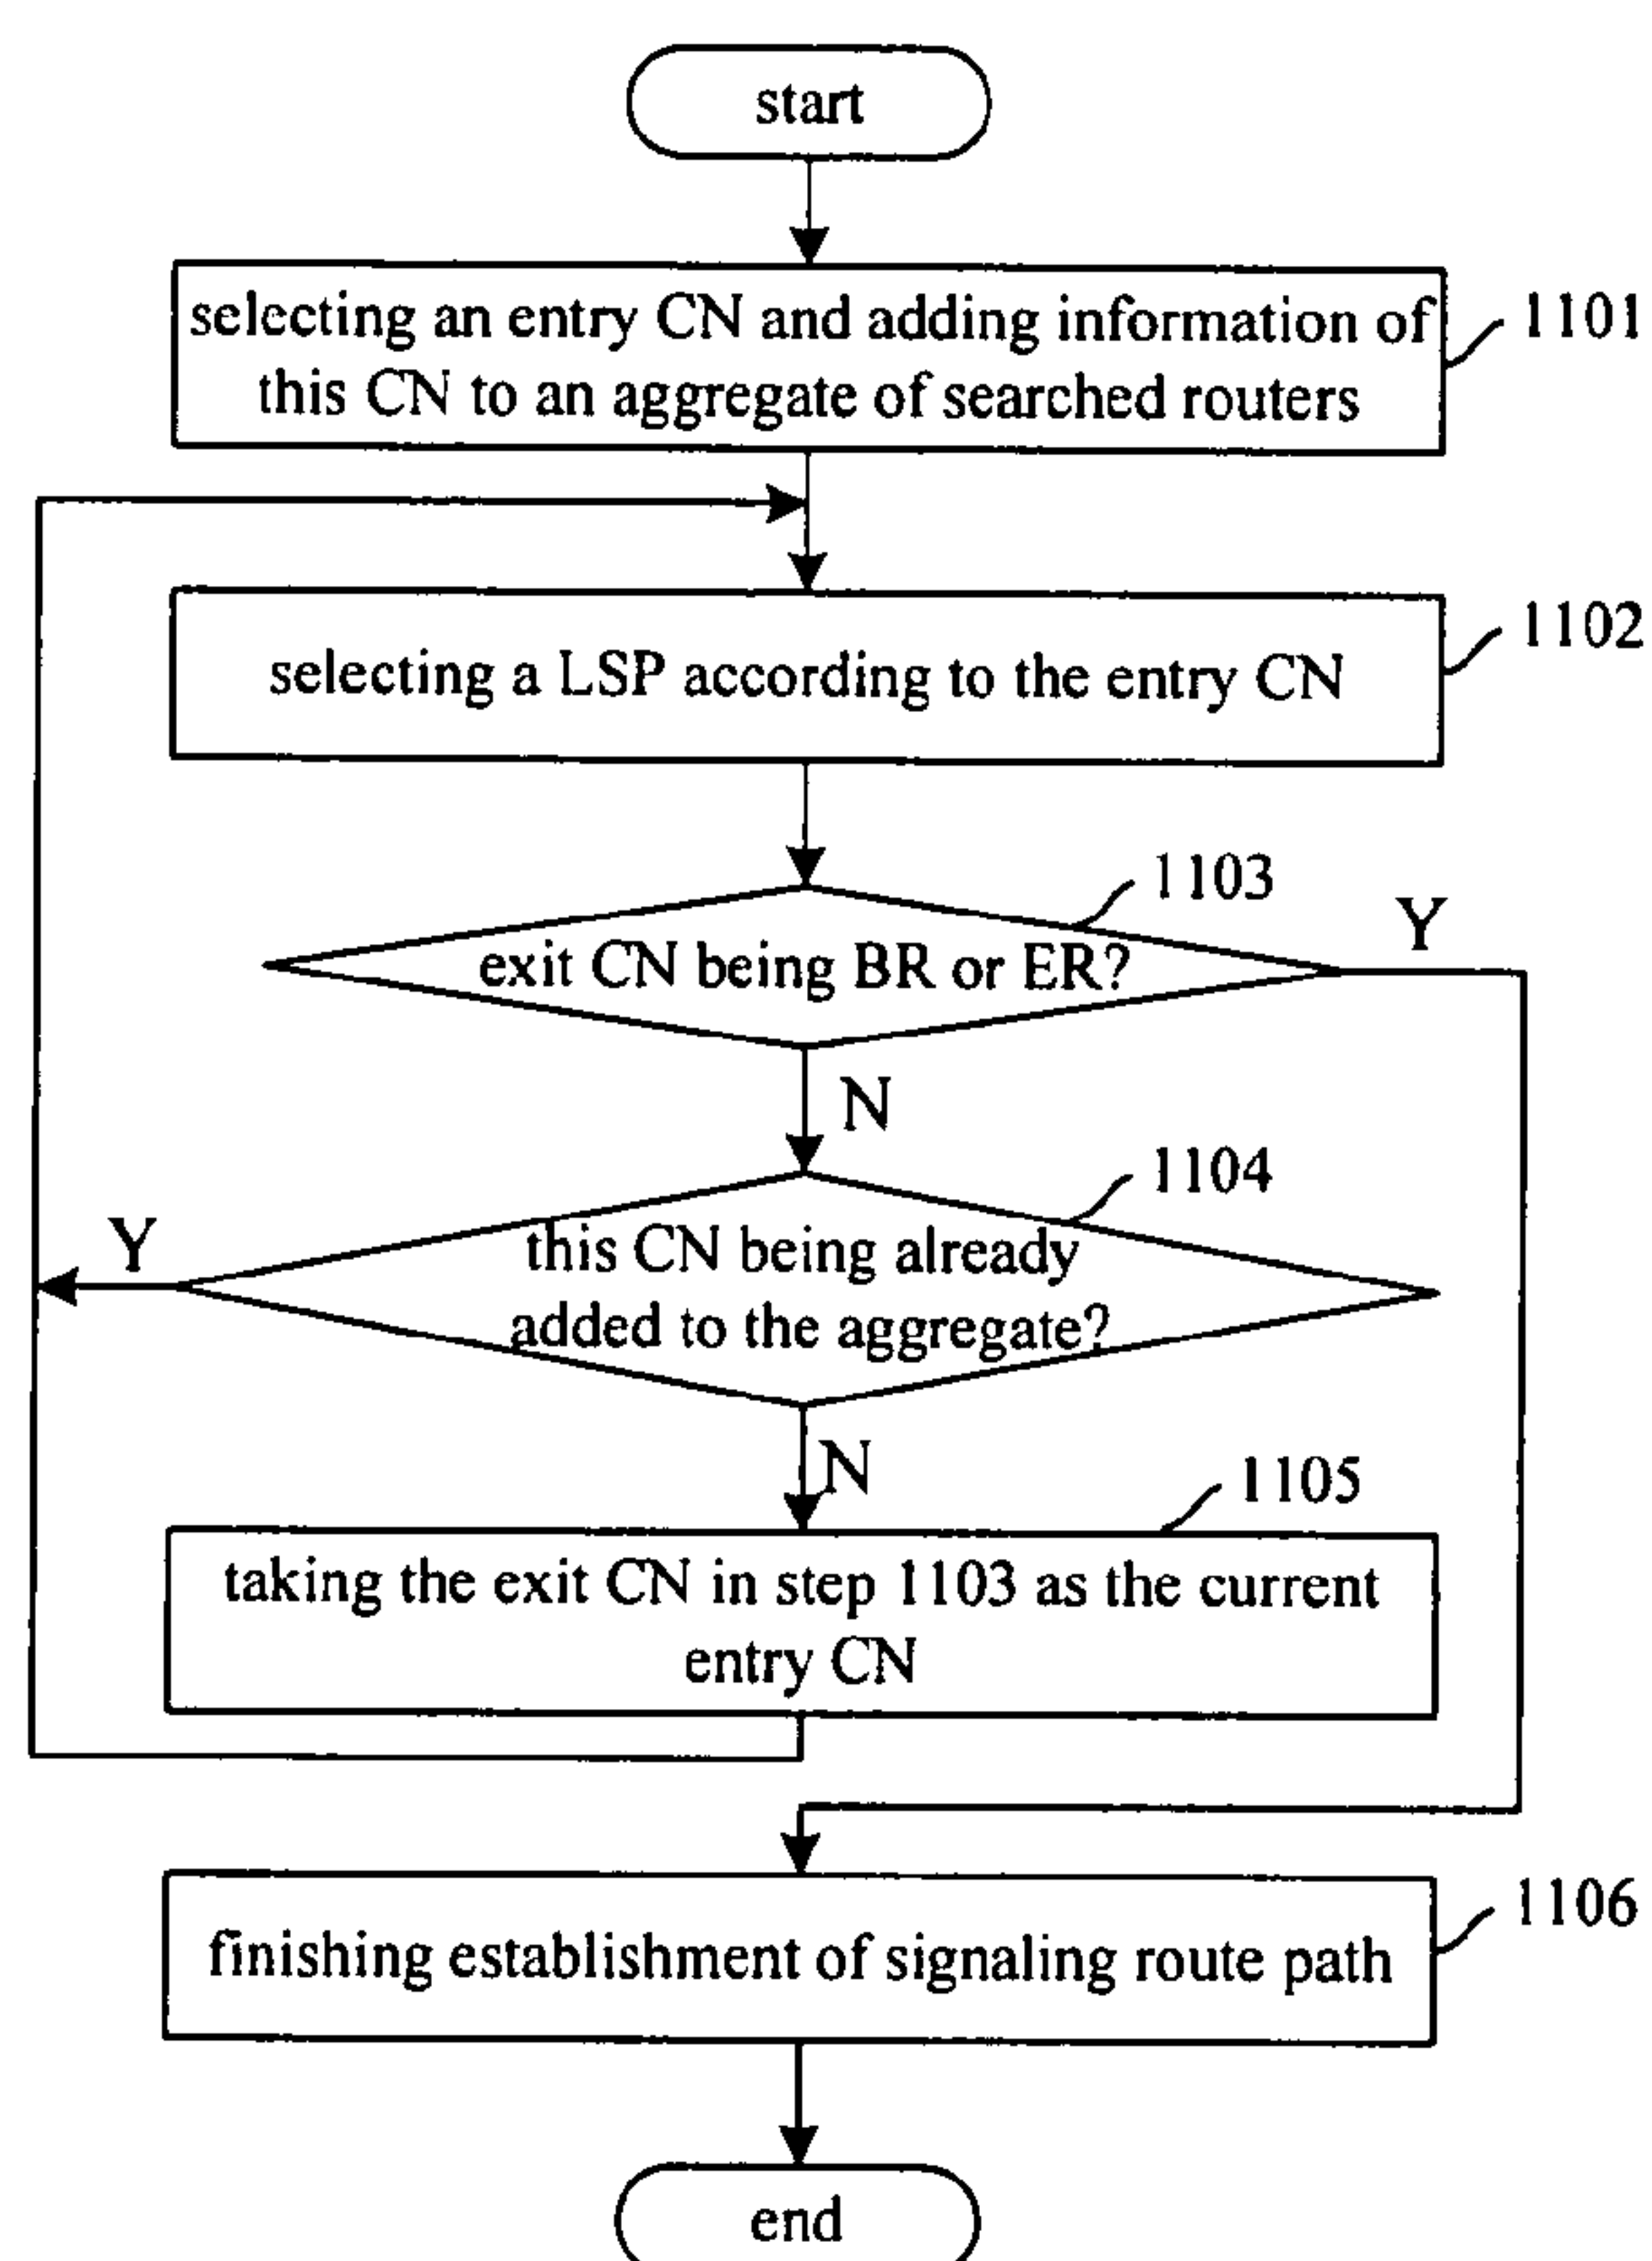 start
selecting an entry CN and adding information of
this CN to an aggregate of searched routers
1101
selecting a LSP according to the entry CN
1102
1103
exit CN being BR or ER?
Y
N
1104
this CN being already
added to the aggregate?
Y
N
1105
taking the exit CN in step 1103 as the current
entry CN
finishing establishment of signaling route path
1106
end